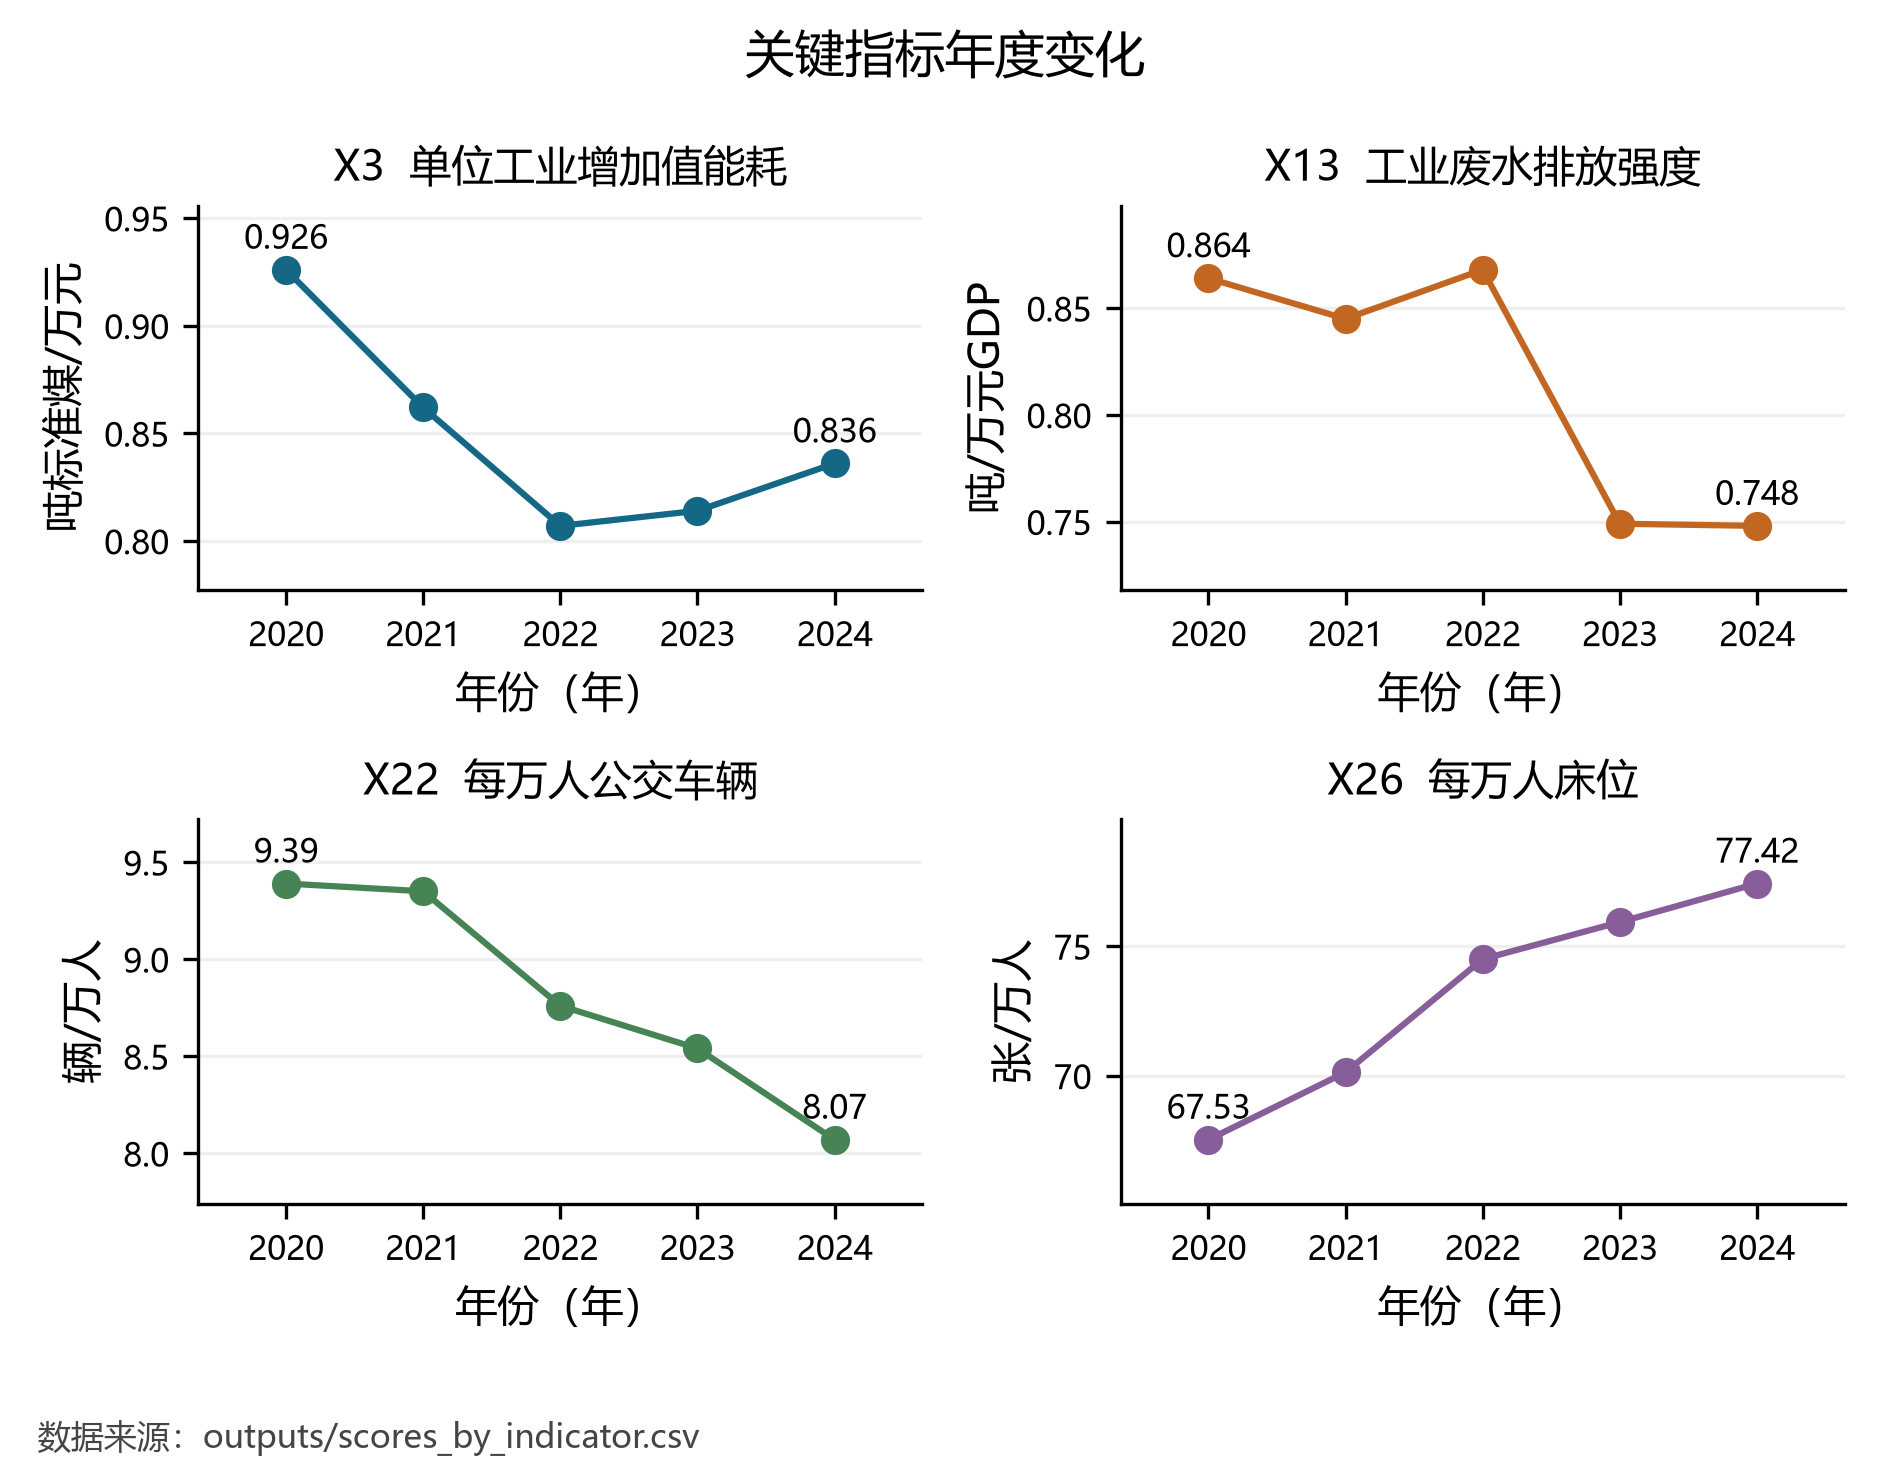 关键指标年度变化
X3 单位工业增加值能耗
吨标准煤/万元
0.95
0.90
0.85
0.80
0.926
0.836
2020 2021 2022 2023 2024
年份（年）
X13 工业废水排放强度
吨/万元GDP
0.85
0.80
0.75
0.864
0.748
2020 2021 2022 2023 2024
年份（年）
X22 每万人公交车辆
辆/万人
9.5
9.0
8.5
8.0
9.39
8.07
2020 2021 2022 2023 2024
年份（年）
X26 每万人床位
张/万人
75
70
67.53
77.42
2020 2021 2022 2023 2024
年份（年）
数据来源：outputs/scores_by_indicator.csv